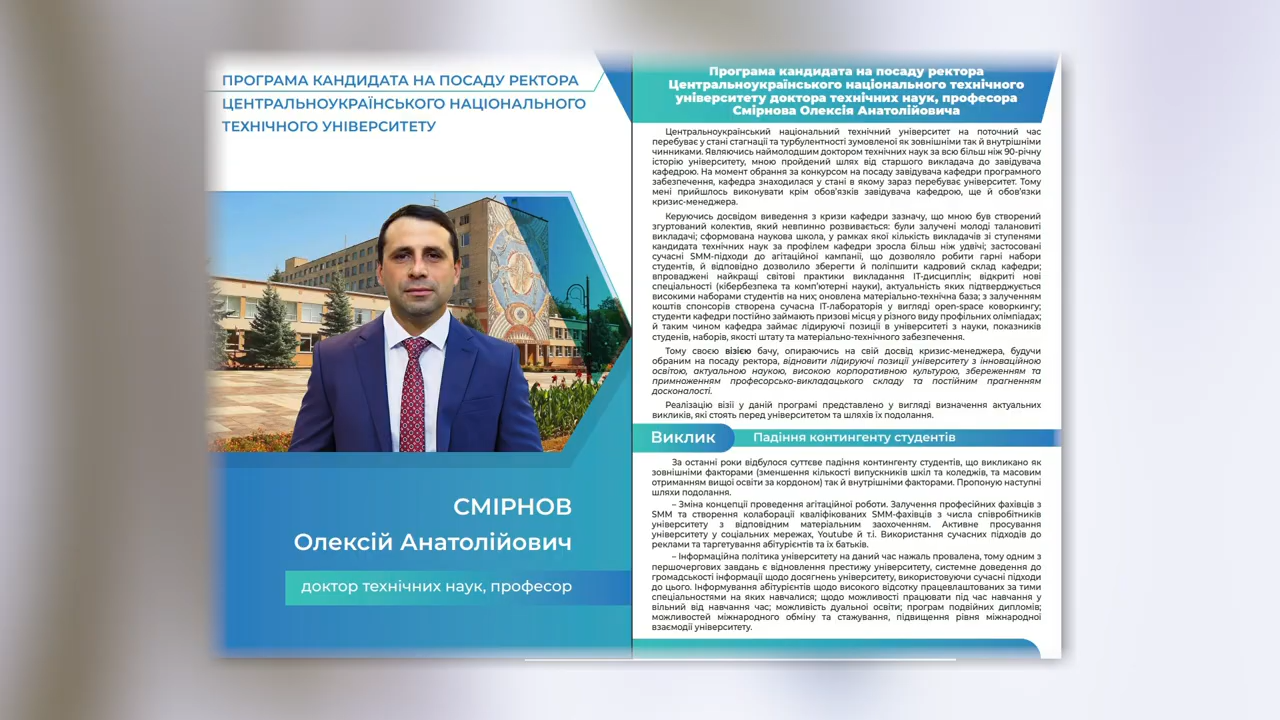 ПРОГРАМА КАНДИДАТА НА ПОСАДУ РЕКТОРА
ЦЕНТРАЛЬНОУКРАЇНСЬКОГО НАЦІОНАЛЬНОГО
ТЕХНІЧНОГО УНІВЕРСИТЕТУ
СМІРНОВ
Олексій Анатолійович
доктор технічних наук, професор
Програма кандидата на посаду ректора
Центральноукраїнського національного технічного
університету доктора технічних наук, професора
Смірнова Олексія Анатолійовича
Центральноукраїнський національний технічний університет на поточний час
перебуває у стані стагнації та турбулентності зумовленої як зовнішніми так й внутрішніми
чинниками. Являючись наймолодшим доктором технічних наук за всю більш ніж 90-річну
історію університету, мною пройдений шлях від старшого викладача до завідувача
кафедрою. На момент обрання за конкурсом на посаду завідувача кафедри програмного
забезпечення, кафедра знаходилася у стані в якому зараз перебуває університет. Тому
мені прийшлось виконувати крім обов'язків завідувача кафедрою, ще й обов'язки
кризис-менеджера.
Керуючись досвідом виведення з кризи кафедри зазначу, що мною був створений
згуртований колектив, який невпинно розвивається: були залучені молоді талановиті
викладачі; сформована наукова школа, у рамках якої кількість викладачів зі ступенями
кандидата технічних наук за профілем кафедри зросла більш ніж удвічі; застосовані
сучасні SMM-підходи до агітаційної кампанії, що дозволяло робити гарні набори
студентів, й відповідно дозволило зберегти й поліпшити кадровий склад кафедри;
впроваджені найкращі світові практики викладання ІТ-дисциплін; відкриті нові
спеціальності (кібербезпека та комп'ютерні науки), актуальність яких підтверджується
високими наборами студентів на них; оновлена матеріально-технічна база; з залученням
коштів спонсорів створена сучасна ІТ-лабораторія у вигляді open-space коворкингу;
студенти кафедри постійно займають призові місця у різного виду профільних олімпіадах;
й таким чином кафедра займає лідируючі позиції в університеті з науки, показників
студенів, наборів, якості штату та матеріально-технічного забезпечення.
Тому своєю візією бачу, опираючись на свій досвід кризис-менеджера, будучи
обраним на посаду ректора, відновити лідируючі позиції університету з інноваційною
освітою, актуальною наукою, високою корпоративною культурою, збереженням та
примноженням професорсько-викладацького складу та постійним прагненням
досконалості.
Реалізацію візії у даній програмі представлено у вигляді визначення актуальних
викликів, які стоять перед університетом та шляхів їх подолання.
Виклик Падіння контингенту студентів
За останні роки відбулося суттєве падіння контингенту студентів, що викликано як
зовнішніми факторами (зменшення кількості випускників шкіл та коледжів, та масовим
отриманням вищої освіти за кордоном) так й внутрішніми факторами. Пропоную наступні
шляхи подолання.
– Зміна концепції проведення агітаційної роботи. Залучення професійних фахівців з
SMM та створення колаборації кваліфікованих SMM-фахівців з числа співробітників
університету з відповідним матеріальним заохоченням. Активне просування
університету у соціальних мережах, Youtube й т.і. Використання сучасних підходів до
реклами та таргетування абітурієнтів та їх батьків.
– Інформаційна політика університету на даний час нажаль провалена, тому одним з
першочергових завдань є відновлення престижу університету, системне доведення до
громадськості інформації щодо досягнень університету, використовуючи сучасні підходи
до цього. Інформування абітурієнтів щодо високого відсотку працевлаштованих за тими
спеціальностями на яких навчалися; щодо можливості працювати під час навчання у
вільний від навчання час; можливість дуальної освіти; програм подвійних дипломів;
можливостей міжнародного обміну та стажування, підвищення рівня міжнародної
взаємодії університету.